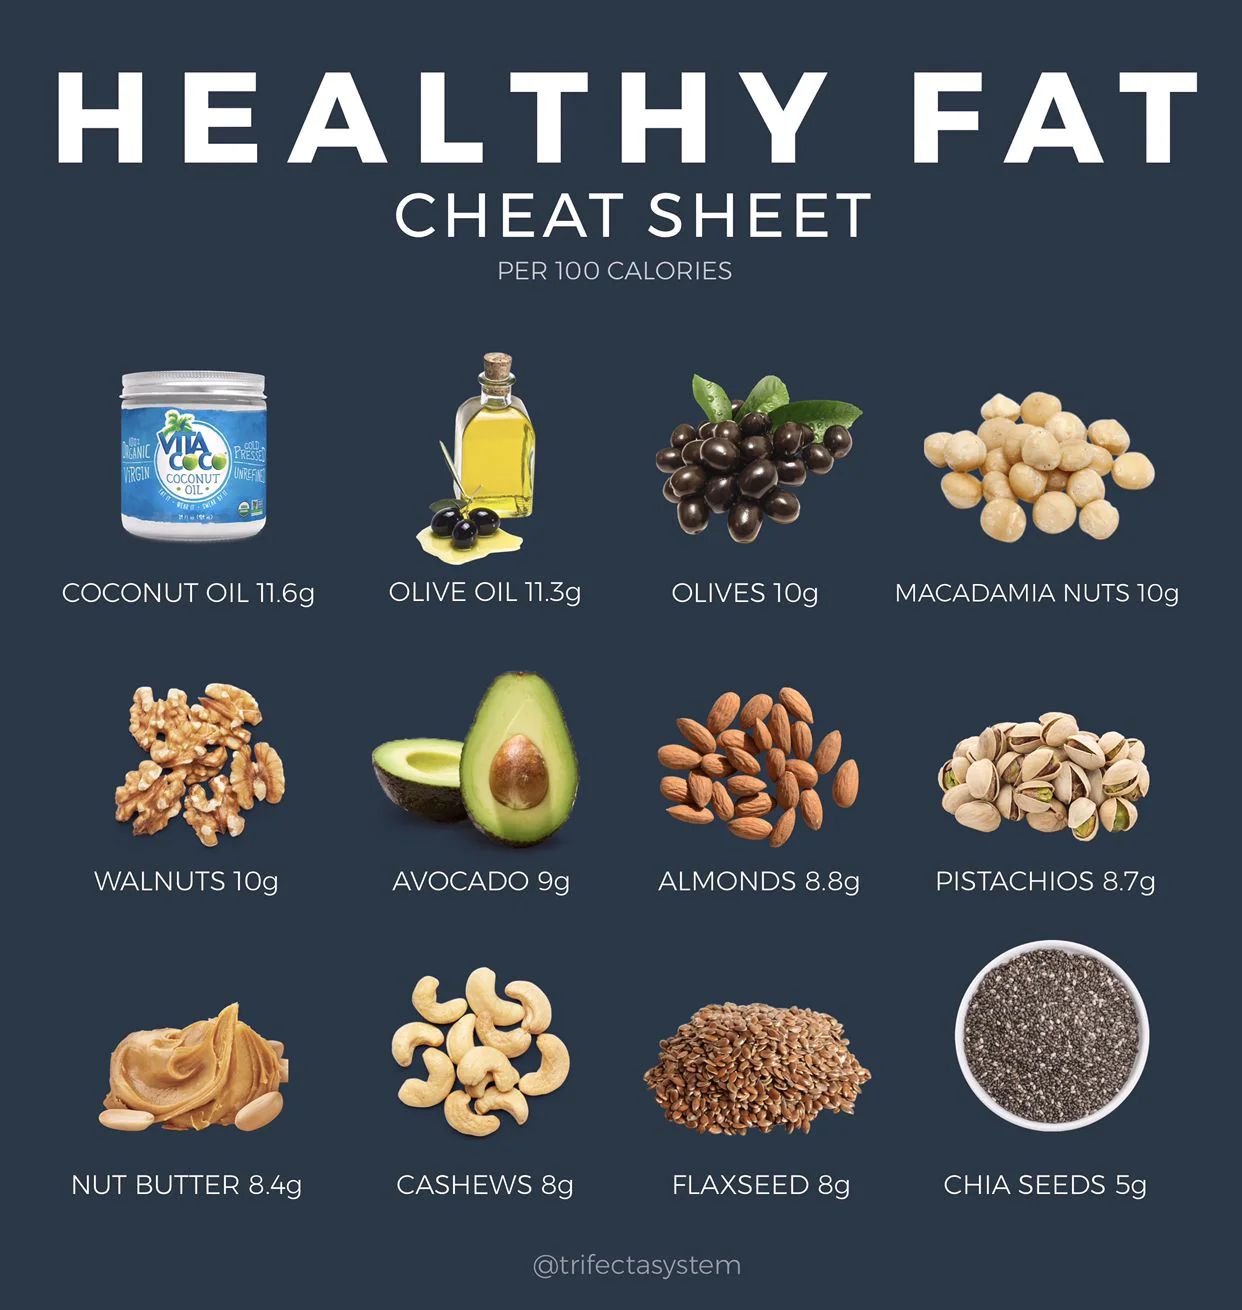 HEALTHY FAT
CHEAT SHEET
PER 100 CALORIES
100%
ORGANIC
VIRGIN
VITA
COCO
COCONUT
OIL
COLD
PRESSED
UNREFINED
COCONUT OIL 11.6g
OLIVE OIL 11.3g
OLIVES 10g
MACADAMIA NUTS 10g
WALNUTS 10g
AVOCADO 9g
ALMONDS 8.8g
PISTACHIOS 8.7g
NUT BUTTER 8.4g
CASHEWS 8g
FLAXSEED 8g
CHIA SEEDS 5g
@trifectasystem